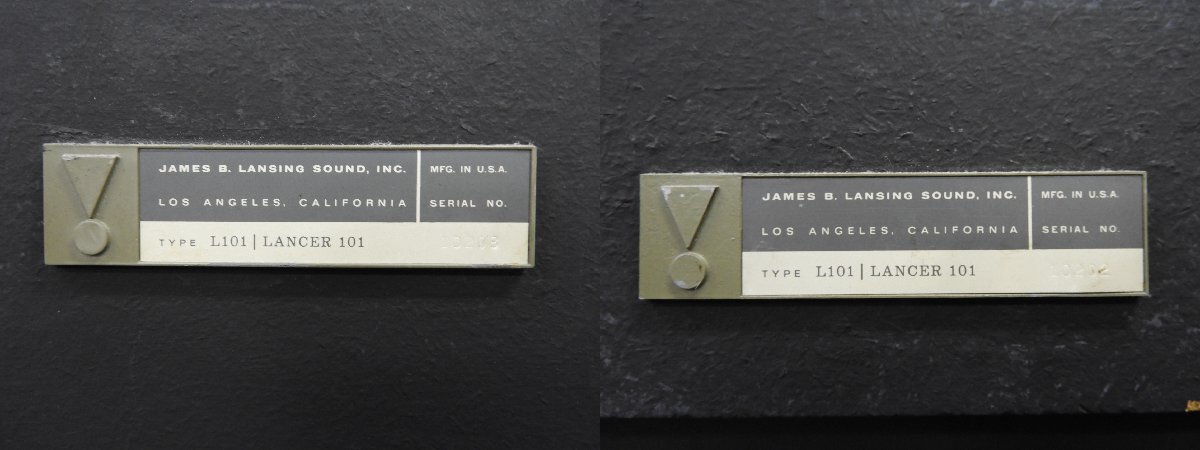 JAMES B. LANSING SOUND, INC.
MFG. IN U.S.A.
LOS ANGELES, CALIFORNIA
SERIAL NO.
TYPE L101 | LANCER 101
JAMES B. LANSING SOUND, INC.
MFG. IN U.S.A.
LOS ANGELES, CALIFORNIA
SERIAL NO.
TYPE L101 | LANCER 101